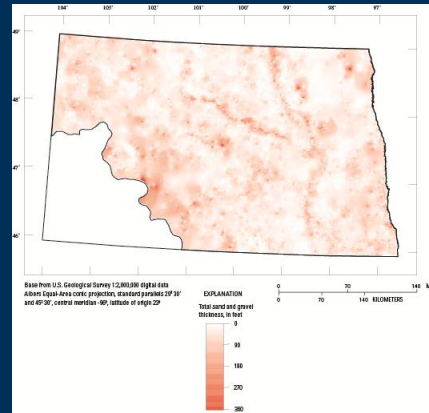 104° 103° 102° 101° 100° 99° 98° 97°
49°
48°
47°
46°
Base from U.S. Geological Survey 1:2,000,000 digital data
Albers Equal-Area conic projection, standard parallels 29° 30'
and 45° 30', central meridian -96°, latitude of origin 23°
EXPLANATION
Total sand and gravel
thickness, in feet
0
90
180
270
360
0 70 140
0 70 140 KILOMETERS